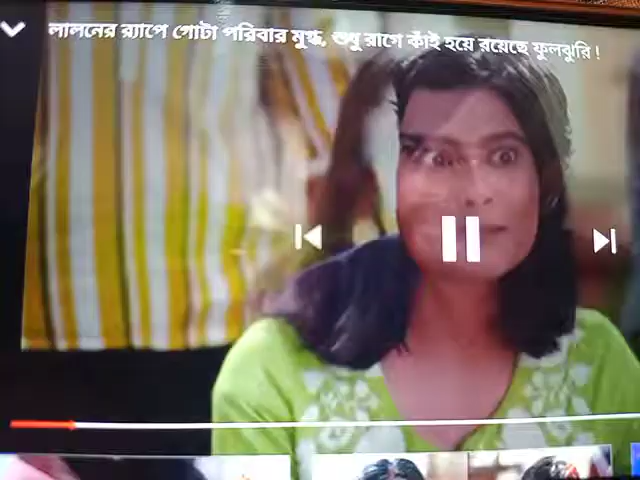 লালনের র‍্যাপে গোটা পরিবার মুগ্ধ, শুধু রাগে কাঁই হয়ে রয়েছে ফুলঝুরি !